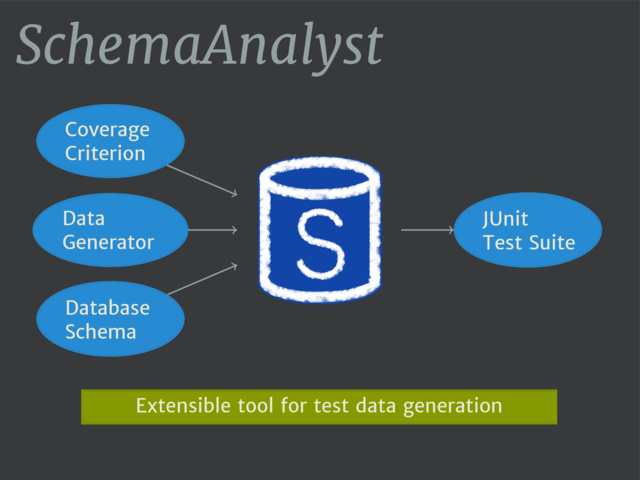 SchemaAnalyst
Coverage
Criterion
Data
Generator
Database
Schema
S
JUnit
Test Suite
Extensible tool for test data generation